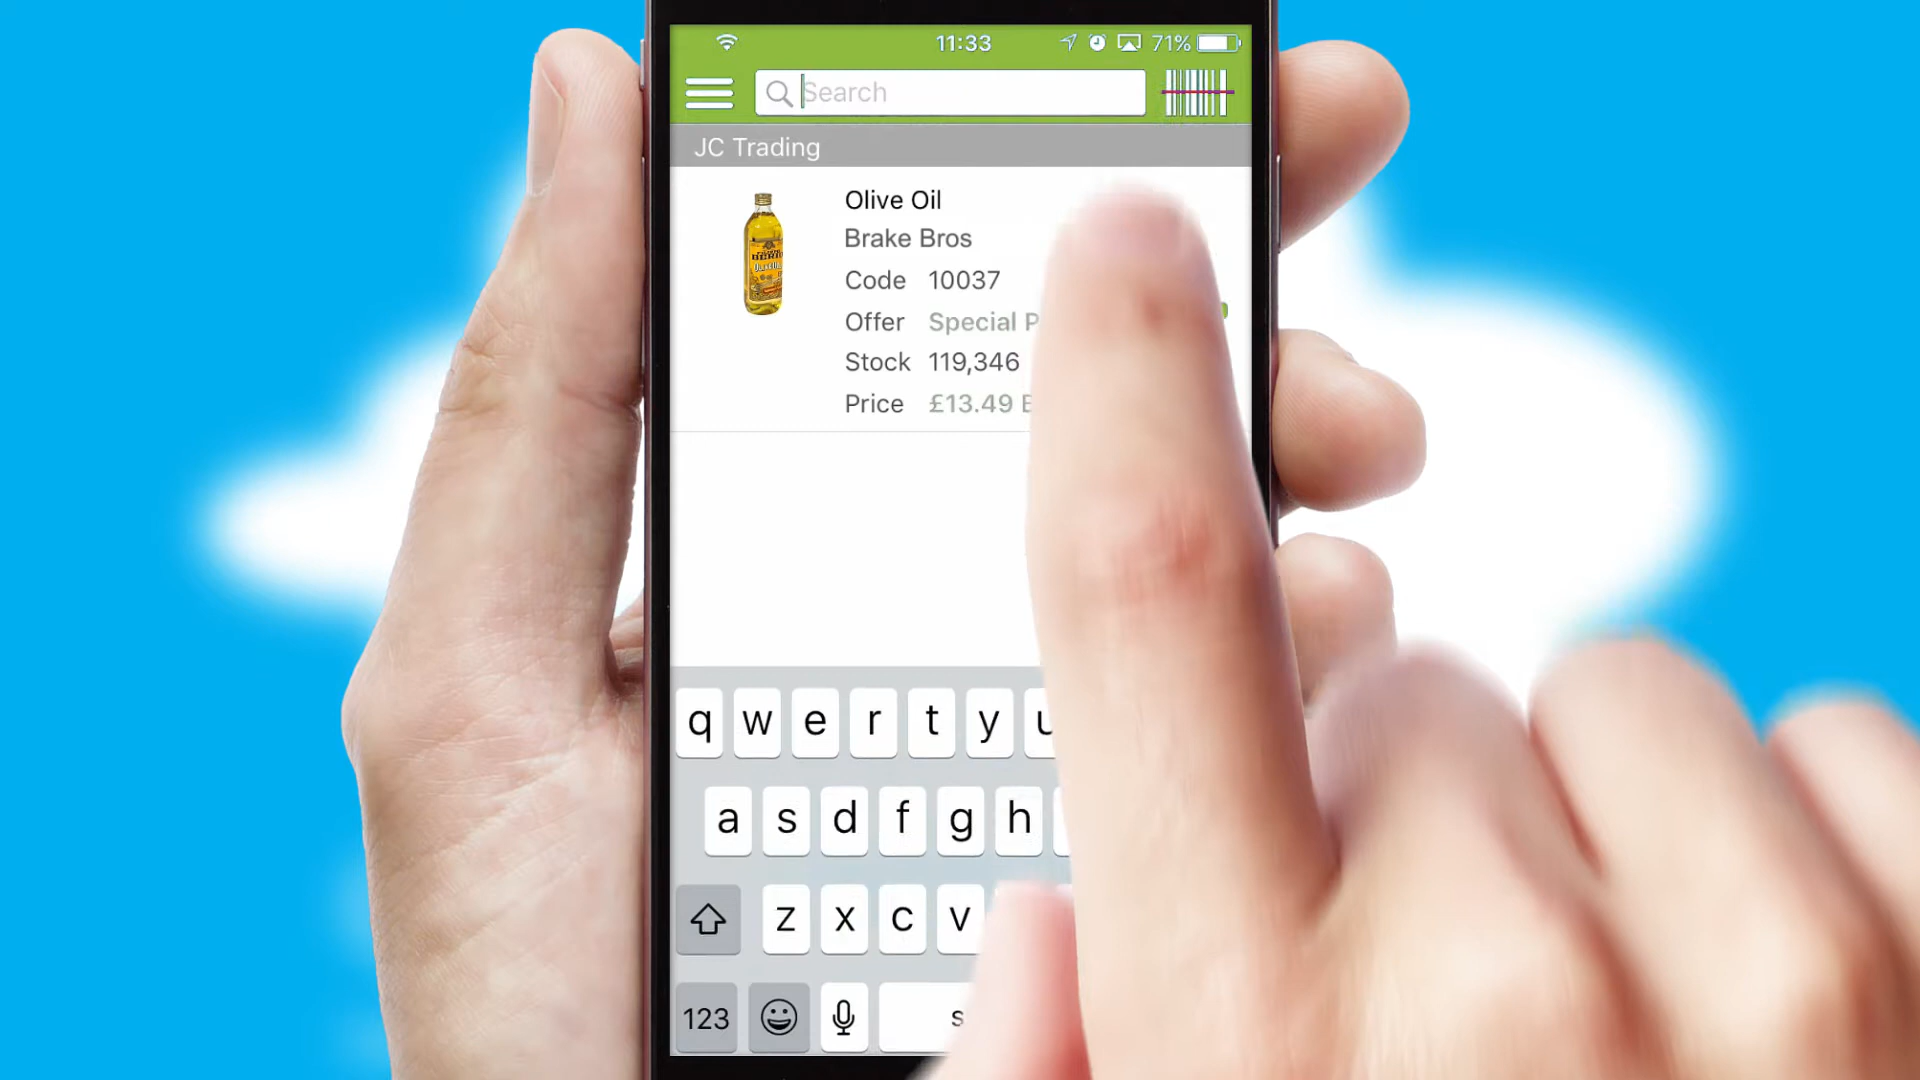 11:33 71%
Search
JC Trading
Olive Oil
Brake Bros
Code 10037
Offer Special
Stock 119,346
Price £13.49
q w e r t y u
a s d f g h
z x c v
123